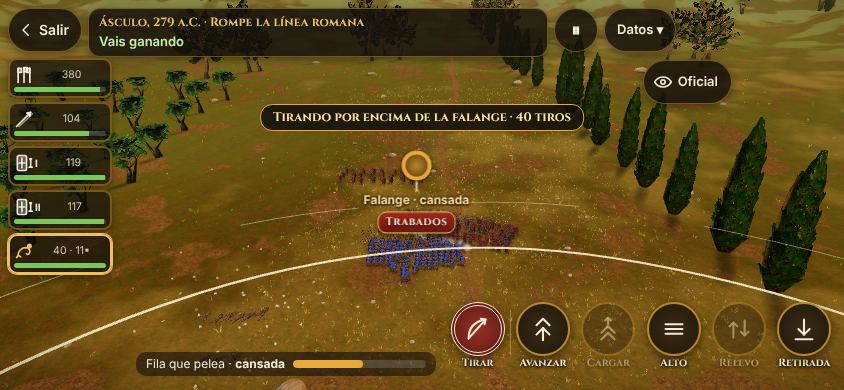 Salir
ÁSCULO, 279 A.C. · ROMPE LA LÍNEA ROMANA
Vais ganando
Datos ▾
Oficial
380
104
I I 119
I II 117
40 · 11
TIRANDO POR ENCIMA DE LA FALANGE · 40 TIROS
Falange · cansada
TRABADOS
Fila que pelea · cansada
TIRAR
AVANZAR
CARGAR
ALTO
RELEVO
RETIRADA